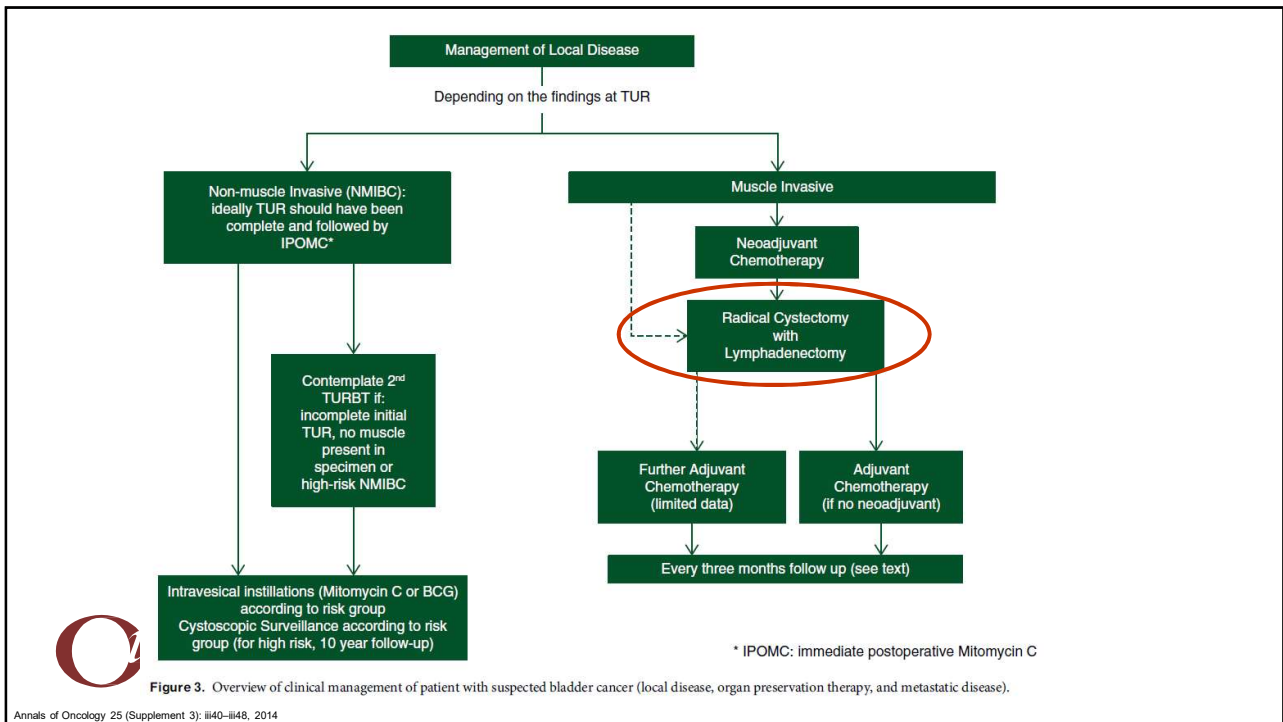 Management of Local Disease
Depending on the findings at TUR
Non-muscle Invasive (NMIBC):
ideally TUR should have been
complete and followed by
IPOMC*
Muscle Invasive
Neoadjuvant
Chemotherapy
Radical Cystectomy
with
Lymphadenectomy
Contemplate 2nd
TURBT if:
incomplete initial
TUR, no muscle
present in
specimen or
high-risk NMIBC
Further Adjuvant
Chemotherapy
(limited data)
Adjuvant
Chemotherapy
(if no neoadjuvant)
Every three months follow up (see text)
Intravesical instillations (Mitomycin C or BCG)
according to risk group
Cystoscopic Surveillance according to risk
group (for high risk, 10 year follow-up)
* IPOMC: immediate postoperative Mitomycin C
Figure 3. Overview of clinical management of patient with suspected bladder cancer (local disease, organ preservation therapy, and metastatic disease).
Annals of Oncology 25 (Supplement 3): iii40–iii48, 2014